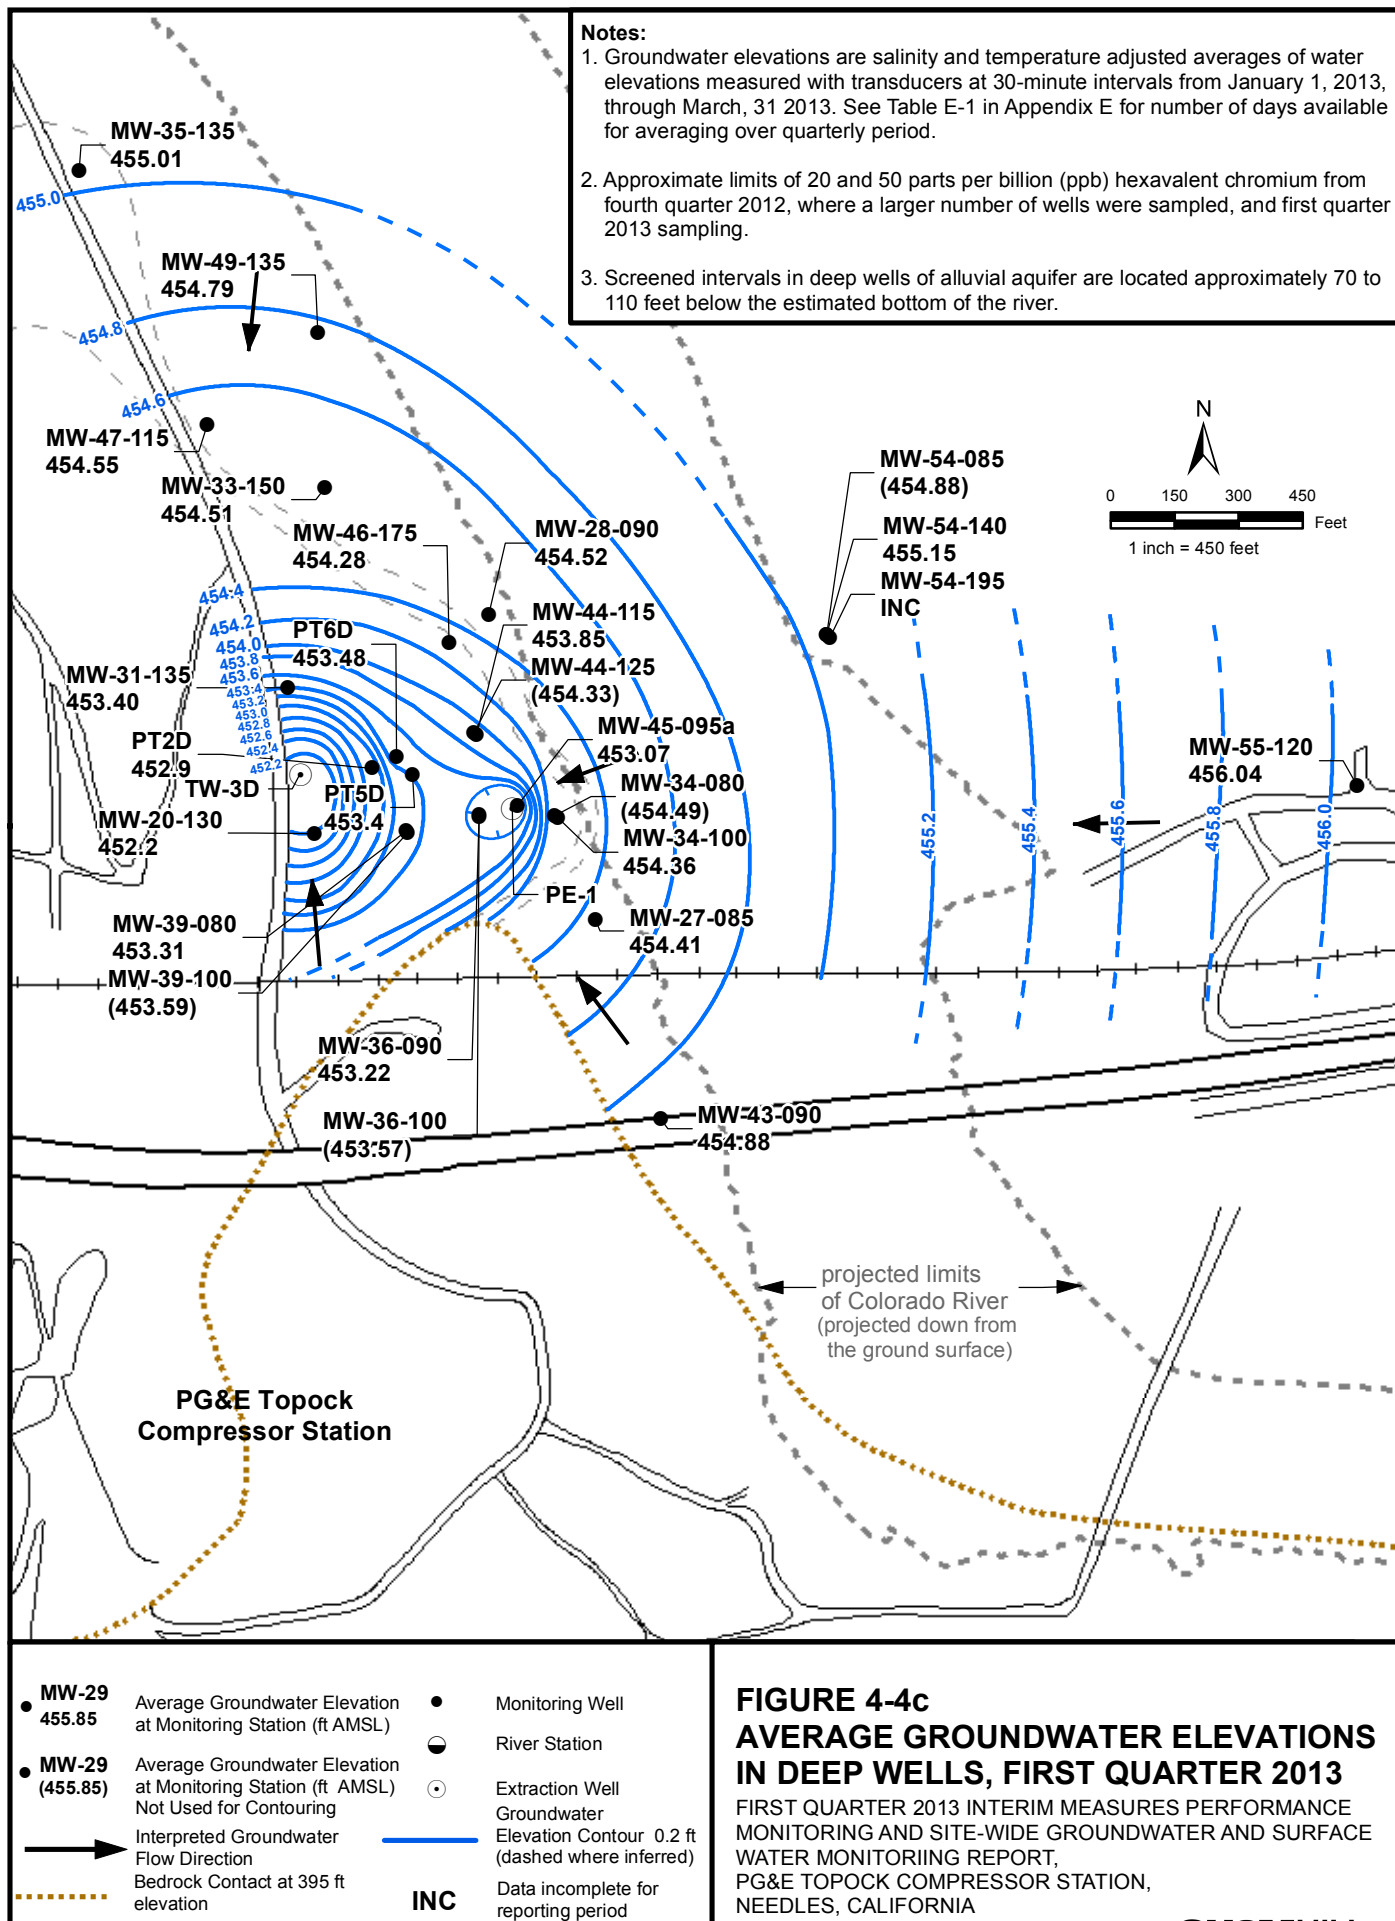 Notes:
1. Groundwater elevations are salinity and temperature adjusted averages of water
elevations measured with transducers at 30-minute intervals from January 1, 2013,
through March, 31 2013. See Table E-1 in Appendix E for number of days available
for averaging over quarterly period.
2. Approximate limits of 20 and 50 parts per billion (ppb) hexavalent chromium from
fourth quarter 2012, where a larger number of wells were sampled, and first quarter
2013 sampling.
3. Screened intervals in deep wells of alluvial aquifer are located approximately 70 to
110 feet below the estimated bottom of the river.
MW-35-135
455.01
455.0
MW-49-135
454.79
454.8
454.6
MW-47-115
454.55
MW-33-150
454.51
MW-46-175
454.28
MW-28-090
454.52
MW-54-085
(454.88)
MW-54-140
455.15
MW-54-195
INC
N
0 150 300 450
Feet
1 inch = 450 feet
454.4
454.2
454.0
453.8
453.6
453.4
453.2
453.0
452.8
452.6
452.4
452.2
PT6D
453.48
MW-44-115
453.85
MW-44-125
(454.33)
MW-31-135
453.40
MW-45-095a
453.07
PT2D
452.9
TW-3D
PT5D
453.4
MW-34-080
(454.49)
MW-20-130
452.2
MW-34-100
454.36
PE-1
MW-55-120
456.04
455.2
455.4
455.6
455.8
456.0
MW-39-080
453.31
MW-27-085
454.41
MW-39-100
(453.59)
MW-36-090
453.22
MW-36-100
(453.57)
MW-43-090
454.88
projected limits
of Colorado River
(projected down from
the ground surface)
PG&E Topock
Compressor Station
MW-29
455.85
Average Groundwater Elevation
at Monitoring Station (ft AMSL)
MW-29
(455.85)
Average Groundwater Elevation
at Monitoring Station (ft AMSL)
Not Used for Contouring
Interpreted Groundwater
Flow Direction
Bedrock Contact at 395 ft
elevation
Monitoring Well
River Station
Extraction Well
Groundwater
Elevation Contour 0.2 ft
(dashed where inferred)
INC
Data incomplete for
reporting period
FIGURE 4-4c
AVERAGE GROUNDWATER ELEVATIONS
IN DEEP WELLS, FIRST QUARTER 2013
FIRST QUARTER 2013 INTERIM MEASURES PERFORMANCE
MONITORING AND SITE-WIDE GROUNDWATER AND SURFACE
WATER MONITORIING REPORT,
PG&E TOPOCK COMPRESSOR STATION,
NEEDLES, CALIFORNIA